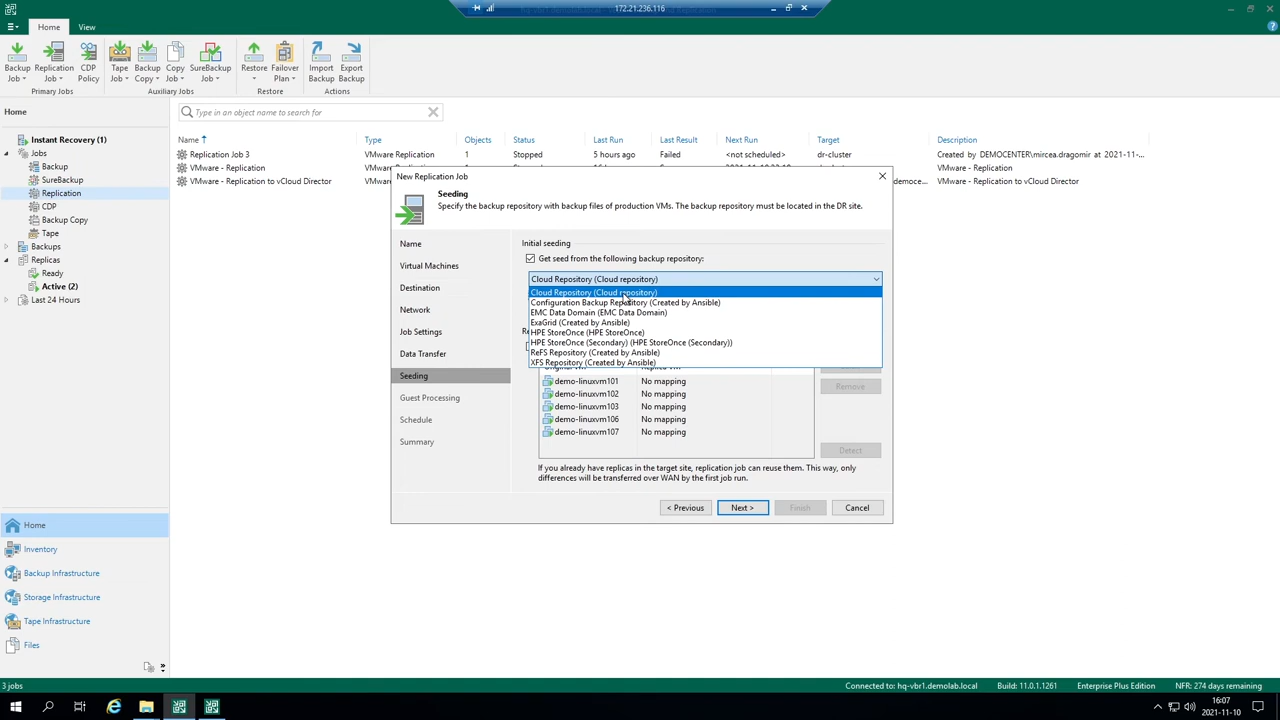 172.21.236.116
Home
View
Backup Job
Replication Job
CDP Policy
Tape Job
Backup Copy
Copy Job
SureBackup Job
Restore
Failover Plan
Import Backup
Export Backup
Primary Jobs
Auxiliary Jobs
Restore
Actions
Home
Type in an object name to search for
Instant Recovery (1)
Jobs
Backup
SureBackup
Replication
CDP
Backup Copy
Tape
Backups
Replicas
Ready
Active (2)
Last 24 Hours
Name Type Objects Status Last Run Last Result Next Run Target Description
Replication Job 3 VMware Replication 1 Stopped 5 hours ago Failed <not scheduled> dr-cluster Created by DEMOCENTER\mircea.dragomir at 2021-11-...
VMware - Replication VMware - Replication
VMware - Replication to vCloud Director democe... VMware - Replication to vCloud Director
New Replication Job
Seeding
Specify the backup repository with backup files of production VMs. The backup repository must be located in the DR site.
Name
Virtual Machines
Destination
Network
Job Settings
Data Transfer
Seeding
Guest Processing
Schedule
Summary
Initial seeding
Get seed from the following backup repository:
Cloud Repository (Cloud repository)
Cloud Repository (Cloud repository)
Configuration Backup Repository (Created by Ansible)
EMC Data Domain (EMC Data Domain)
ExaGrid (Created by Ansible)
HPE StoreOnce (HPE StoreOnce)
HPE StoreOnce (Secondary) (HPE StoreOnce (Secondary))
ReFS Repository (Created by Ansible)
XFS Repository (Created by Ansible)
demo-linuxvm101 No mapping
demo-linuxvm102 No mapping
demo-linuxvm103 No mapping
demo-linuxvm106 No mapping
demo-linuxvm107 No mapping
Remove
Detect
If you already have replicas in the target site, replication job can reuse them. This way, only
differences will be transferred over WAN by the first job run.
< Previous
Next >
Finish
Cancel
Home
Inventory
Backup Infrastructure
Storage Infrastructure
Tape Infrastructure
Files
3 jobs
Connected to: hq-vbr1.demolab.local Build: 11.0.1.1261 Enterprise Plus Edition NFR: 274 days remaining
16:07
2021-11-10